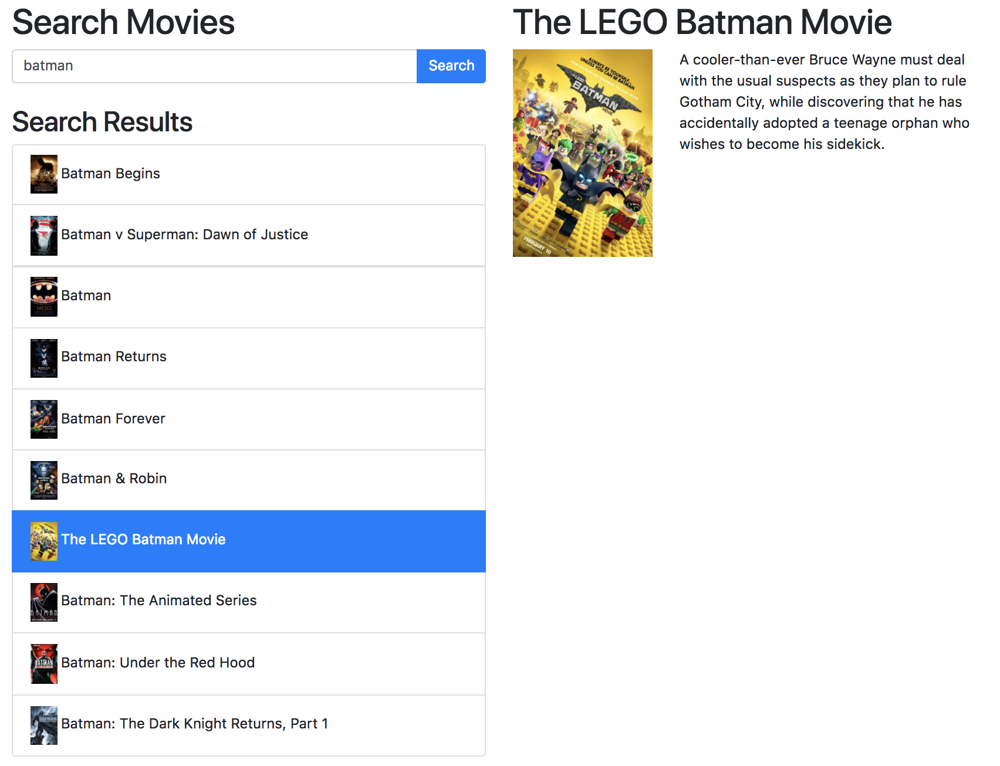 Search Movies
batman
Search
Search Results
Batman Begins
Batman v Superman: Dawn of Justice
Batman
Batman Returns
Batman Forever
Batman & Robin
The LEGO Batman Movie
Batman: The Animated Series
Batman: Under the Red Hood
Batman: The Dark Knight Returns, Part 1
The LEGO Batman Movie
ALWAYS BE YOURSELF...
UNLESS YOU CAN BE BATMAN
THE LEGO
BATMAN
MOVIE
FEBRUARY 10
A cooler-than-ever Bruce Wayne must deal
with the usual suspects as they plan to rule
Gotham City, while discovering that he has
accidentally adopted a teenage orphan who
wishes to become his sidekick.
BATMAN
BATMAN
BATMAN